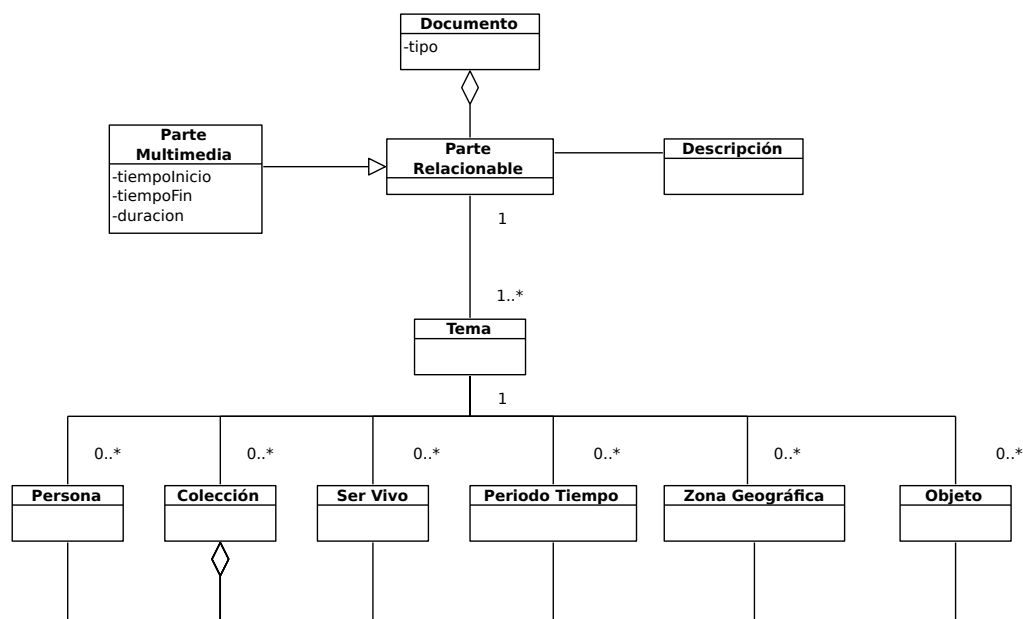 Documento
-tipo
Parte
Multimedia
-tiempoInicio
-tiempoFin
-duracion
Parte
Relacionable
Descripción
1
1..*
Tema
1
0..*
0..*
0..*
0..*
0..*
0..*
Persona
Colección
Ser Vivo
Periodo Tiempo
Zona Geográfica
Objeto